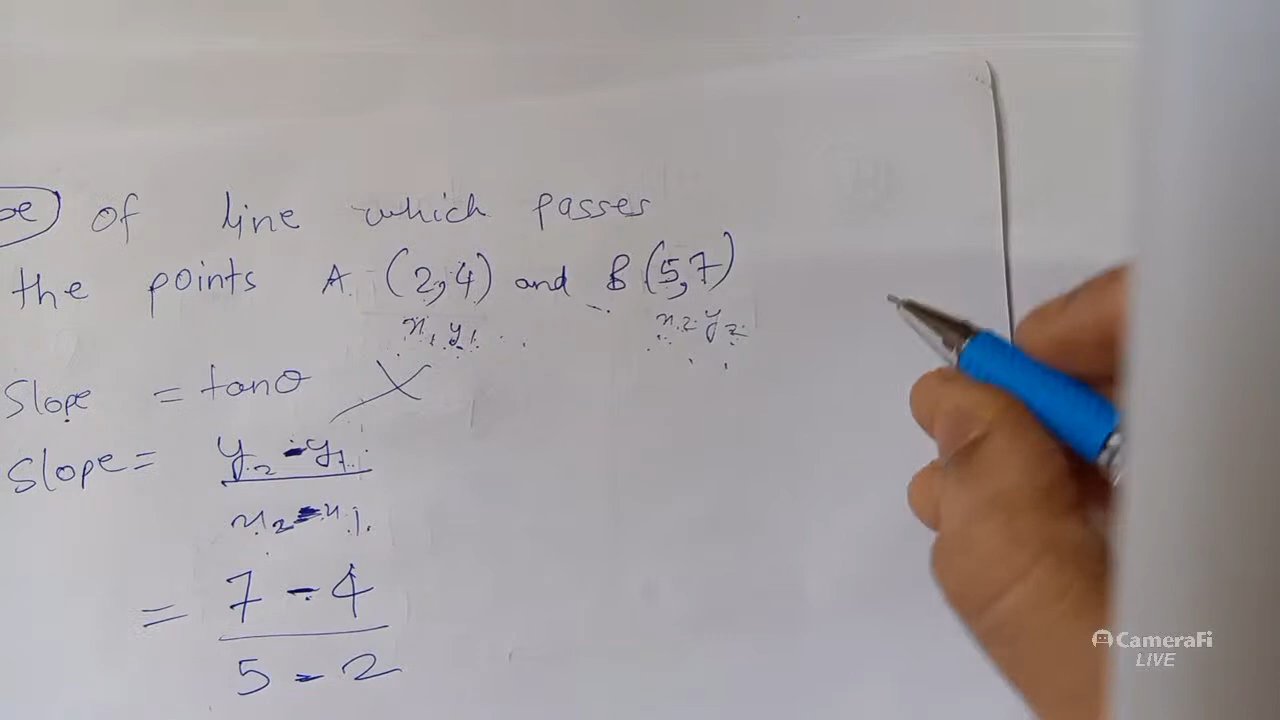 of line which passes
the points A (2,4) and B (5,7)
x₁ y₁ x₂ y₂
Slope = tanθ
Slope = y₂ - y₁
x₂ - x₁
= 7 - 4
5 - 2
CameraFi
LIVE